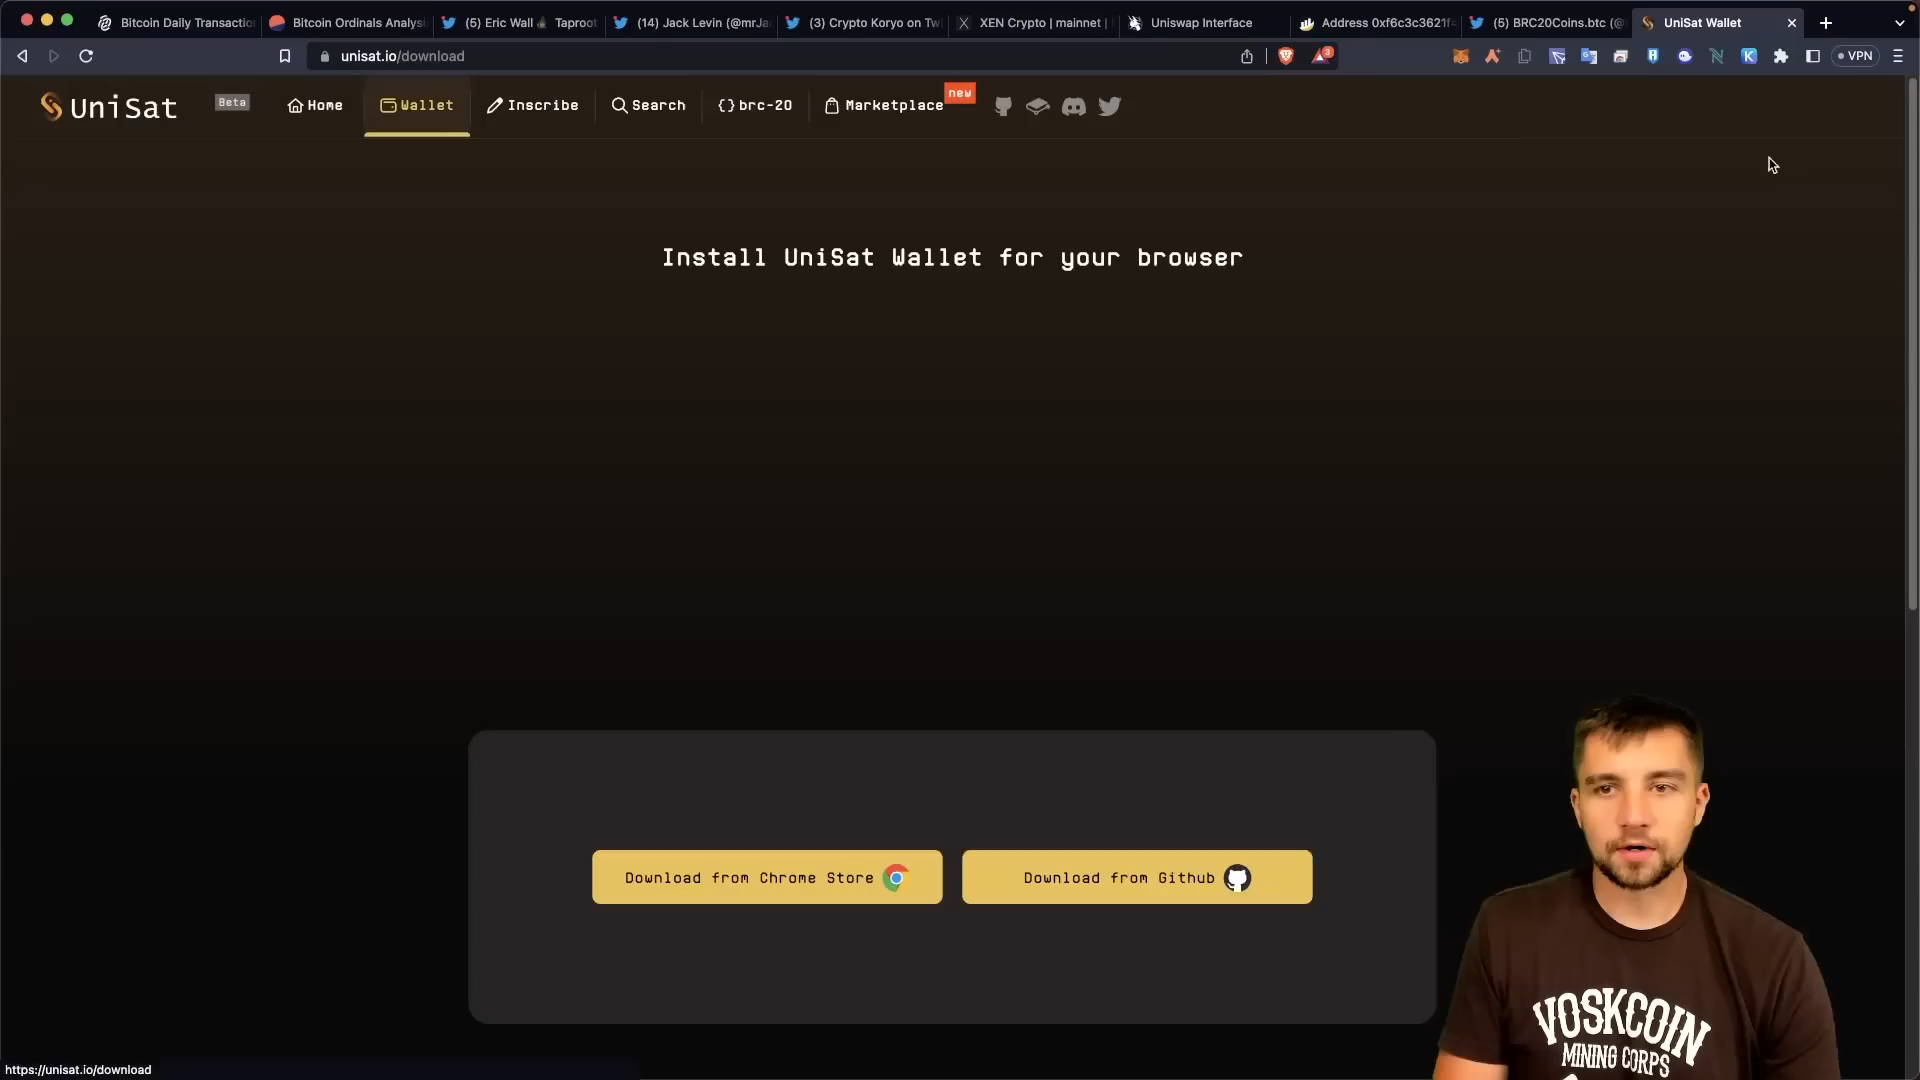 Bitcoin Daily Transactio
Bitcoin Ordinals Analysi
(5) Eric Wall Taproot
(14) Jack Levin (@mrJa
(3) Crypto Koryo on Tw
XEN Crypto | mainnet |
Uniswap Interface
Address 0xf6c3c3621f4
(5) BRC20Coins.btc (@
UniSat Wallet
unisat.io/download
3
VPN
UniSat
Beta
Home
Wallet
Inscribe
Search
{} brc-20
Marketplace
new
Install UniSat Wallet for your browser
Download from Chrome Store
Download from Github
VOSKCOIN
MINING CORPS
https://unisat.io/download